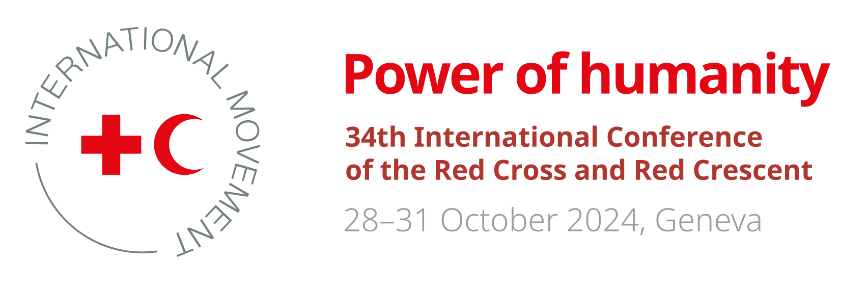 INTERNATIONAL MOVEMENT
Power of humanity
34th International Conference
of the Red Cross and Red Crescent
28–31 October 2024, Geneva